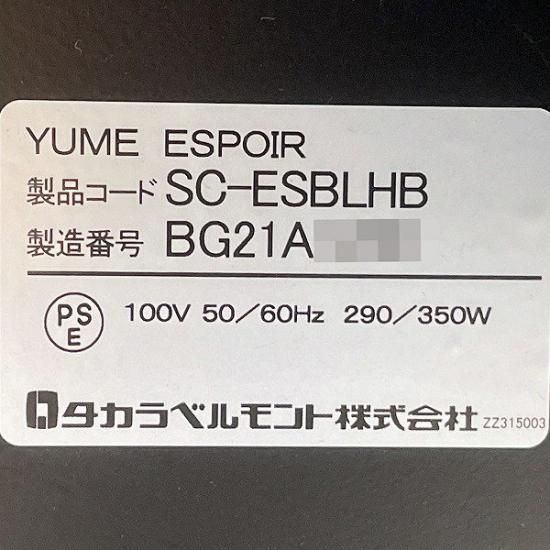 YUME ESPOIR
製品コード SC-ESBLHB
製造番号 BG21A
PSE 100V 50/60Hz 290/350W
タカラベルモント株式会社 ZZ315003